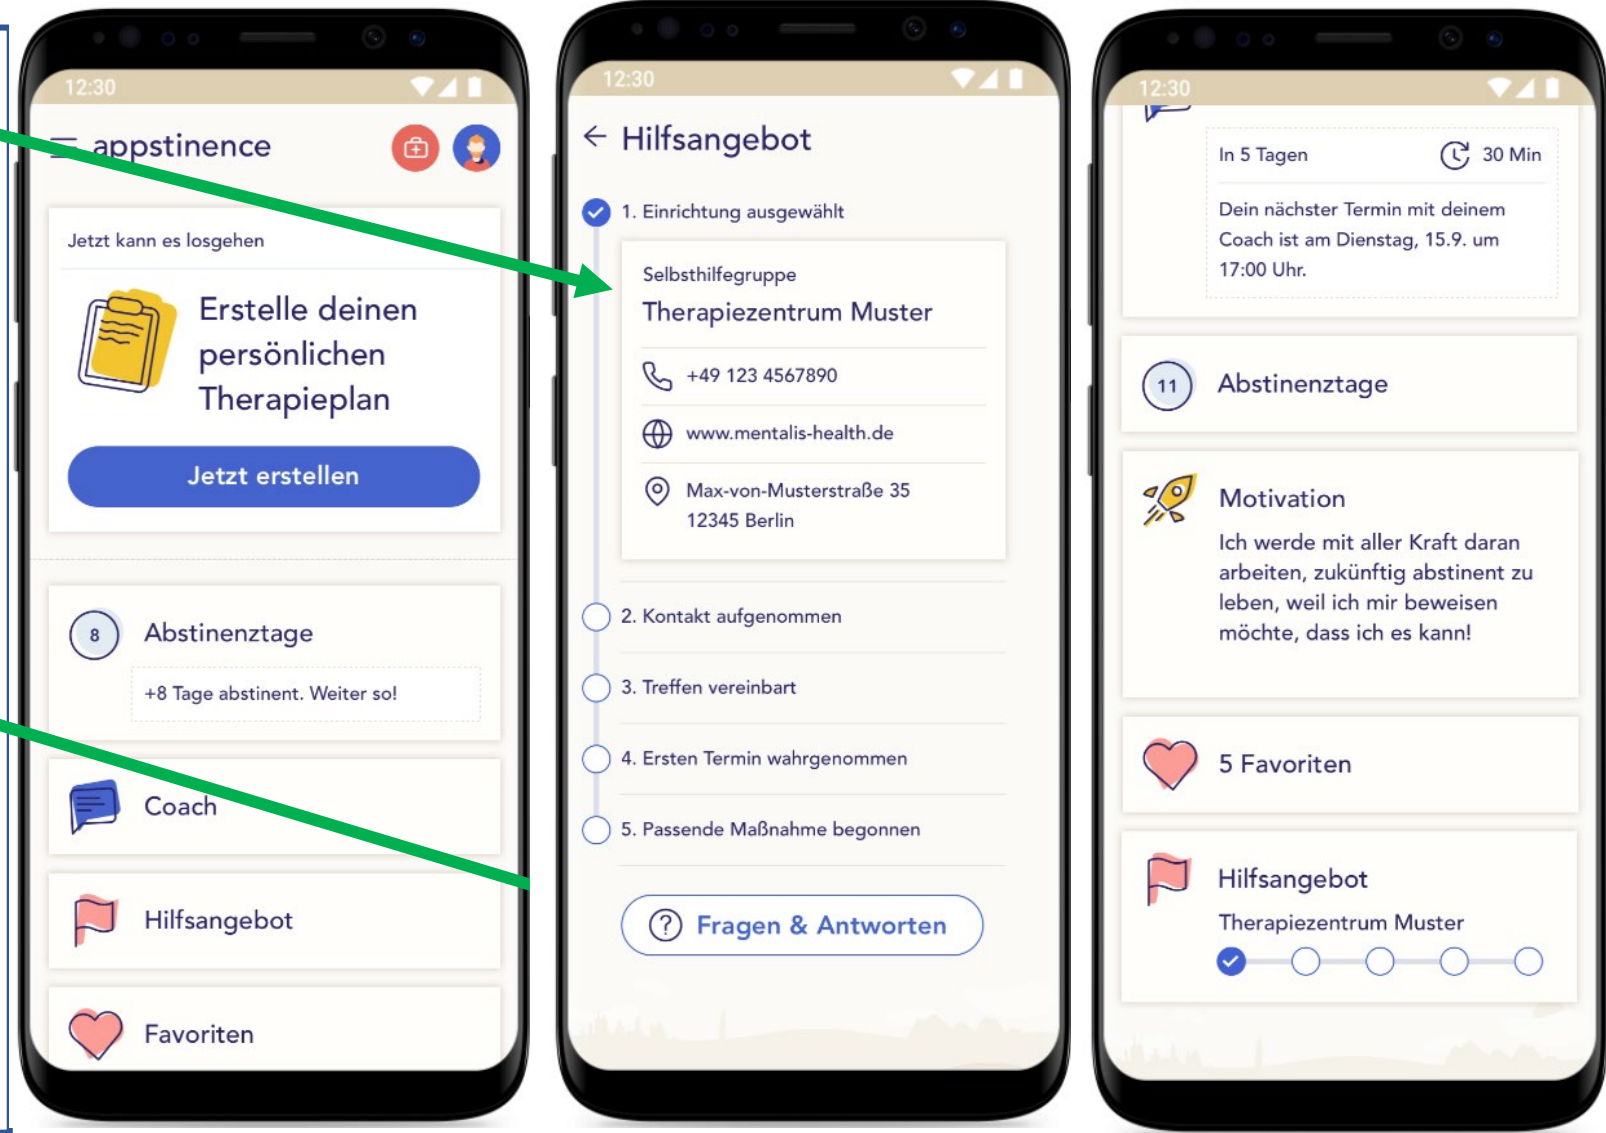 12:30
appstinence
Jetzt kann es losgehen
Erstelle deinen
persönlichen
Therapieplan
Jetzt erstellen
8
Abstinenztage
+8 Tage abstinent. Weiter so!
Coach
Hilfsangebot
Favoriten
12:30
Hilfsangebot
1. Einrichtung ausgewählt
Selbsthilfegruppe
Therapiezentrum Muster
+49 123 4567890
www.mentalis-health.de
Max-von-Musterstraße 35
12345 Berlin
2. Kontakt aufgenommen
3. Treffen vereinbart
4. Ersten Termin wahrgenommen
5. Passende Maßnahme begonnen
? Fragen & Antworten
12:30
In 5 Tagen 30 Min
Dein nächster Termin mit deinem
Coach ist am Dienstag, 15.9. um
17:00 Uhr.
11
Abstinenztage
Motivation
Ich werde mit aller Kraft daran
arbeiten, zukünftig abstinent zu
leben, weil ich mir beweisen
möchte, dass ich es kann!
5 Favoriten
Hilfsangebot
Therapiezentrum Muster